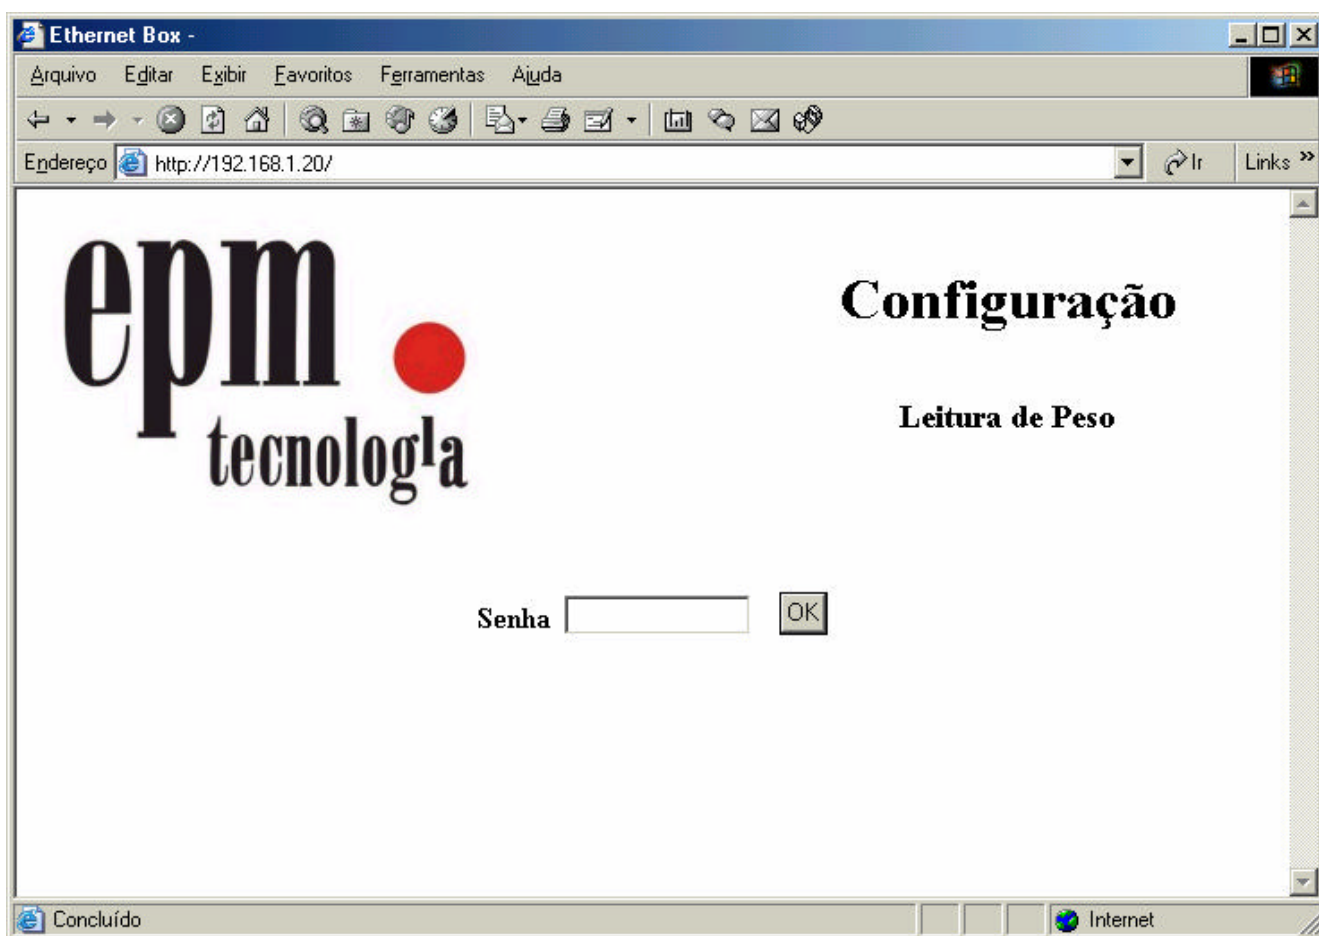 Ethernet Box -
Arquivo Editar Exibir Favoritos Ferramentas Ajuda
Endereço http://192.168.1.20/ Ir Links »
epm
tecnologia
Configuração
Leitura de Peso
Senha OK
Concluído Internet